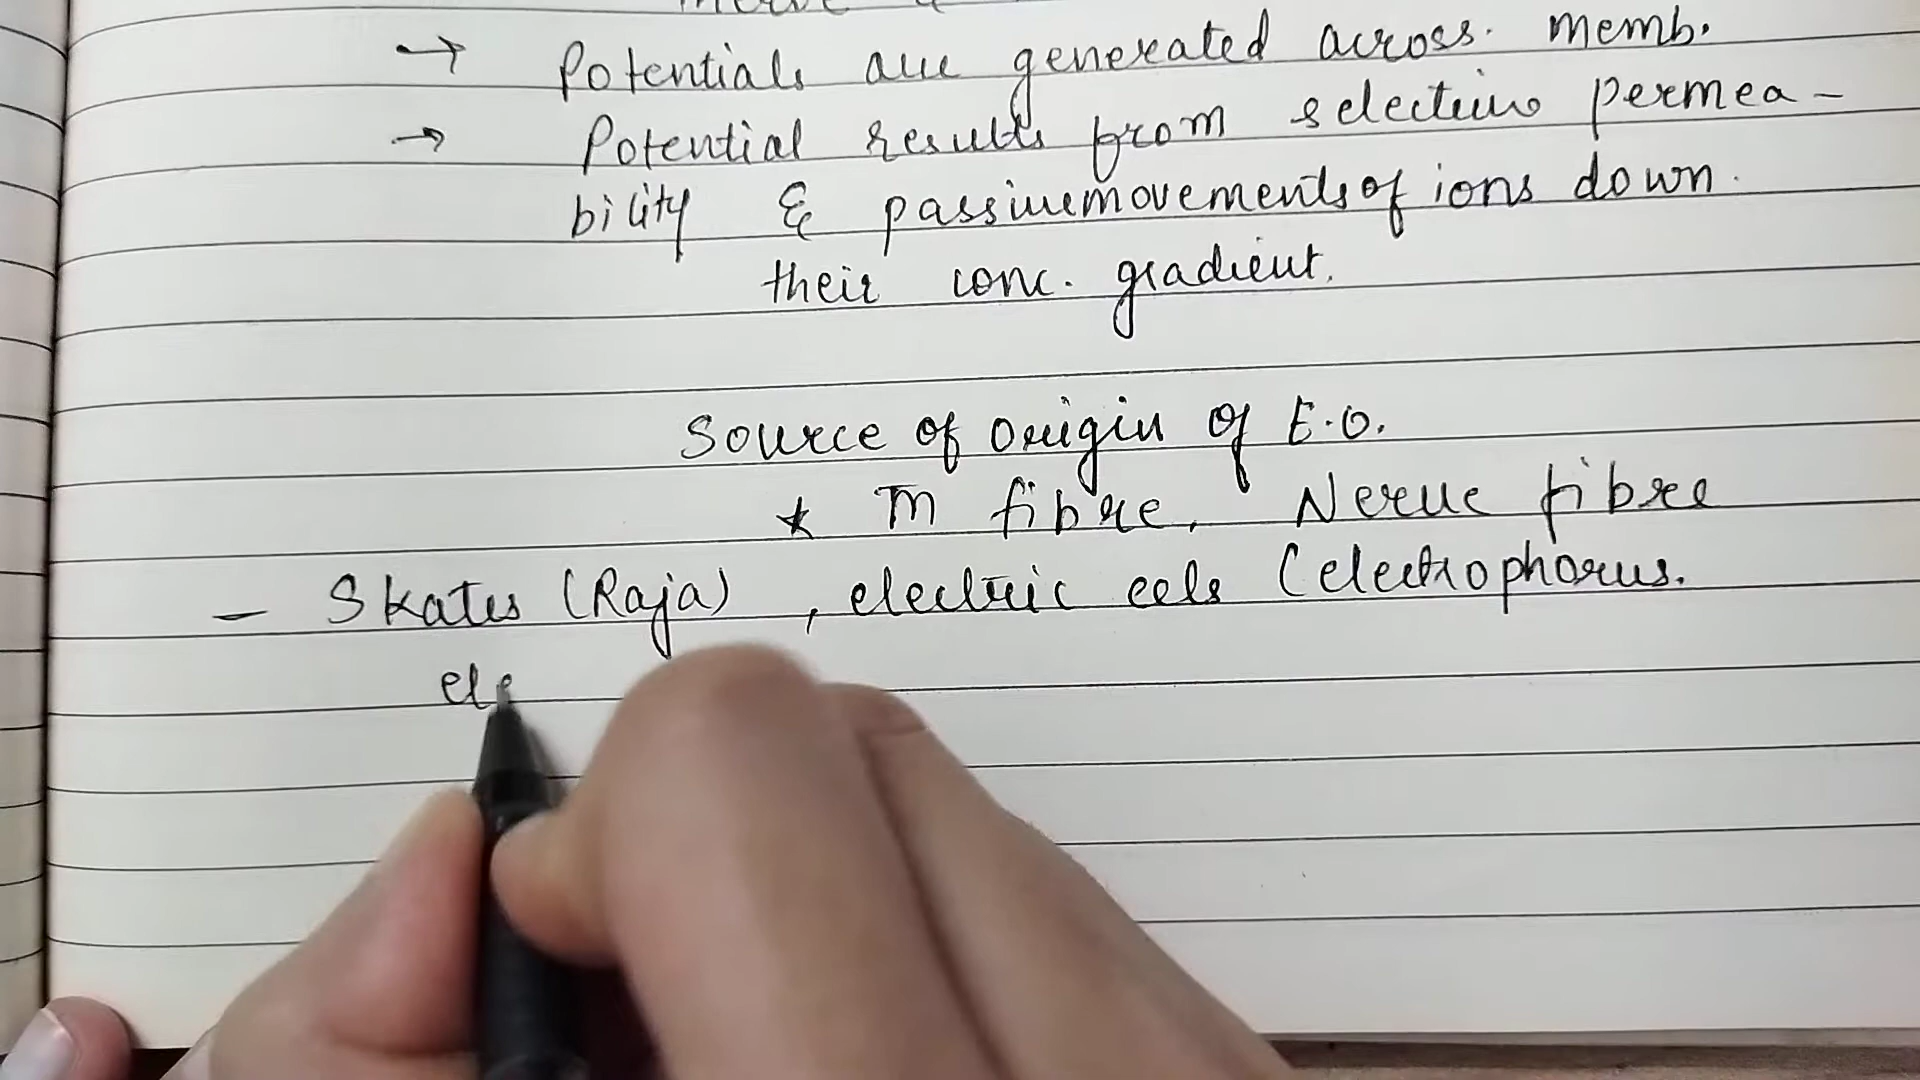 → Potentials are generated across. memb.
→ Potential results from selective permea-
bility & passive movements of ions down.
their conc. gradient.
Source of origin of E.O.
* m fibre, Nerve fibre
- Skates (Raja), electric eels (electrophorus.
ele